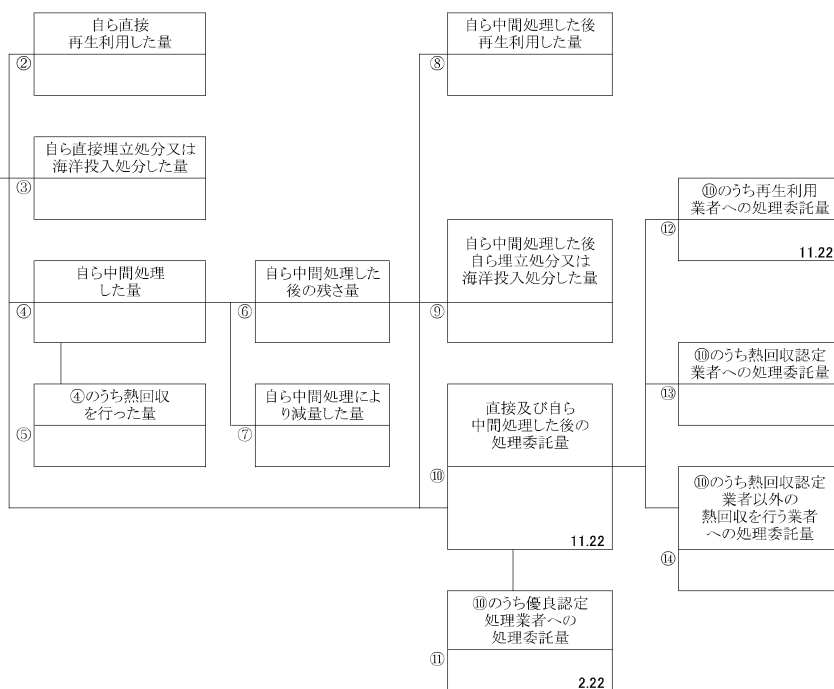 自ら直接
再生利用した量
②
自ら直接埋立処分又は
海洋投入処分した量
③
自ら中間処理
した量
④
④のうち熱回収
を行った量
⑤
自ら中間処理した
後の残さ量
⑥
自ら中間処理によ
り減量した量
⑦
自ら中間処理した後
再生利用した量
⑧
自ら中間処理した後
自ら埋立処分又は
海洋投入処分した量
⑨
直接及び自ら
中間処理した後の
処理委託量
⑩
11.22
⑩のうち優良認定
処理業者への
処理委託量
⑪
2.22
⑩のうち再生利用
業者への処理委託量
⑫
11.22
⑩のうち熱回収認定
業者への処理委託量
⑬
⑩のうち熱回収認定
業者以外の
熱回収を行う業者
への処理委託量
⑭